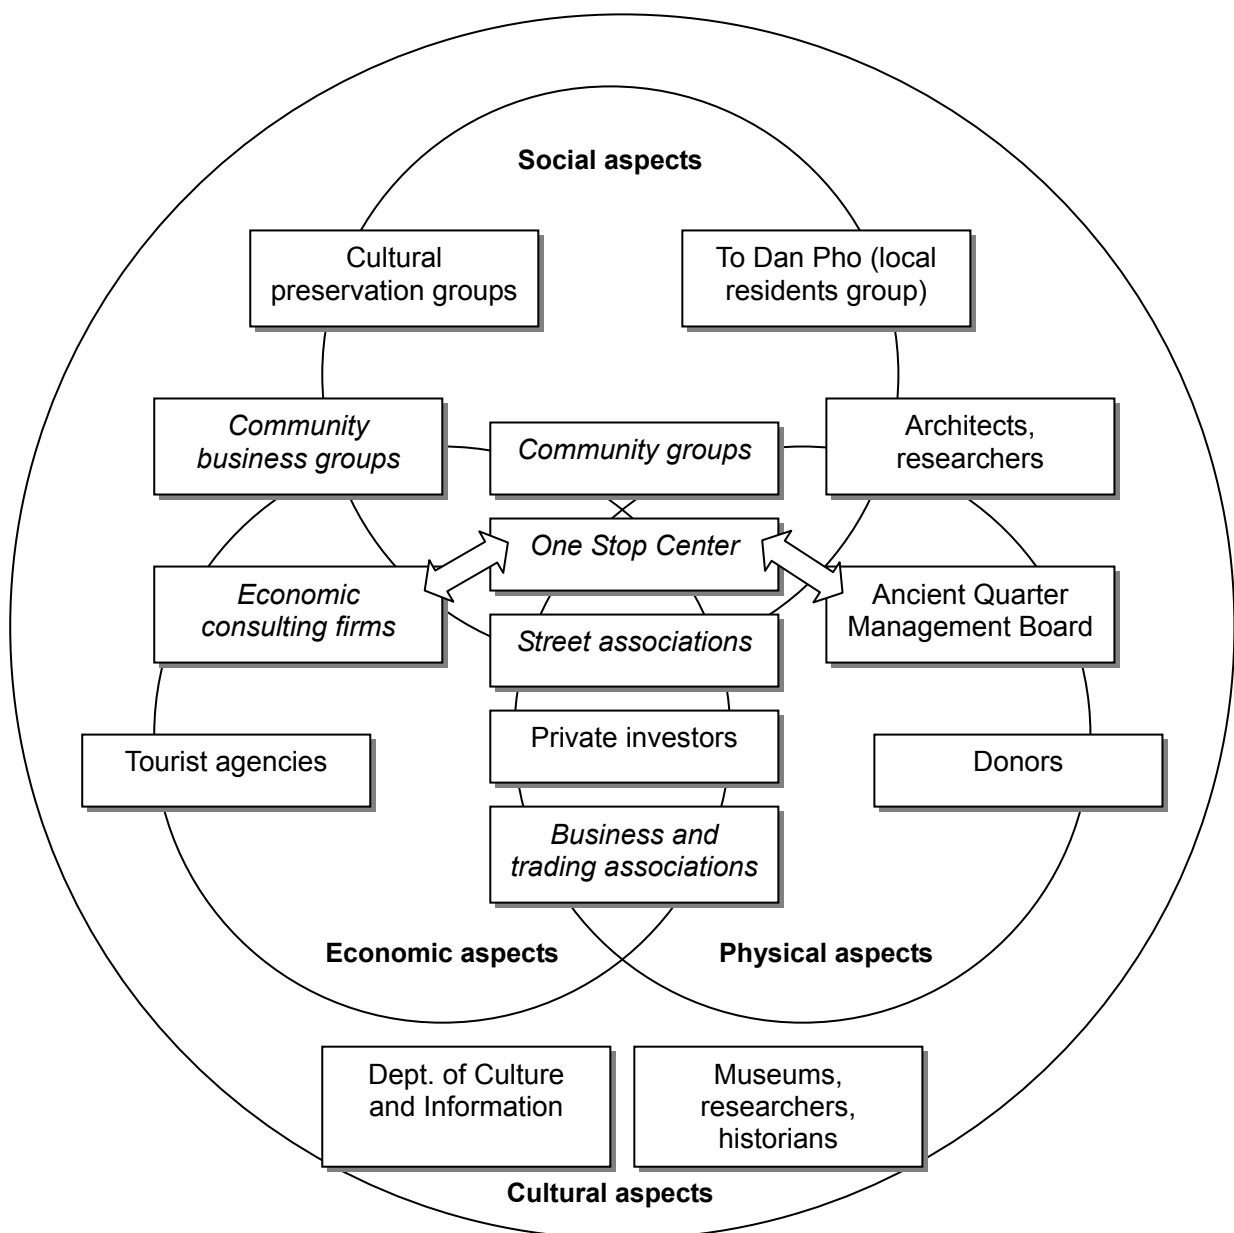 Social aspects
Cultural
preservation groups
To Dan Pho (local
residents group)
Community
business groups
Community groups
Architects,
researchers
One Stop Center
Economic
consulting firms
Ancient Quarter
Management Board
Street associations
Private investors
Tourist agencies
Donors
Business and
trading associations
Economic aspects
Physical aspects
Dept. of Culture
and Information
Museums,
researchers,
historians
Cultural aspects